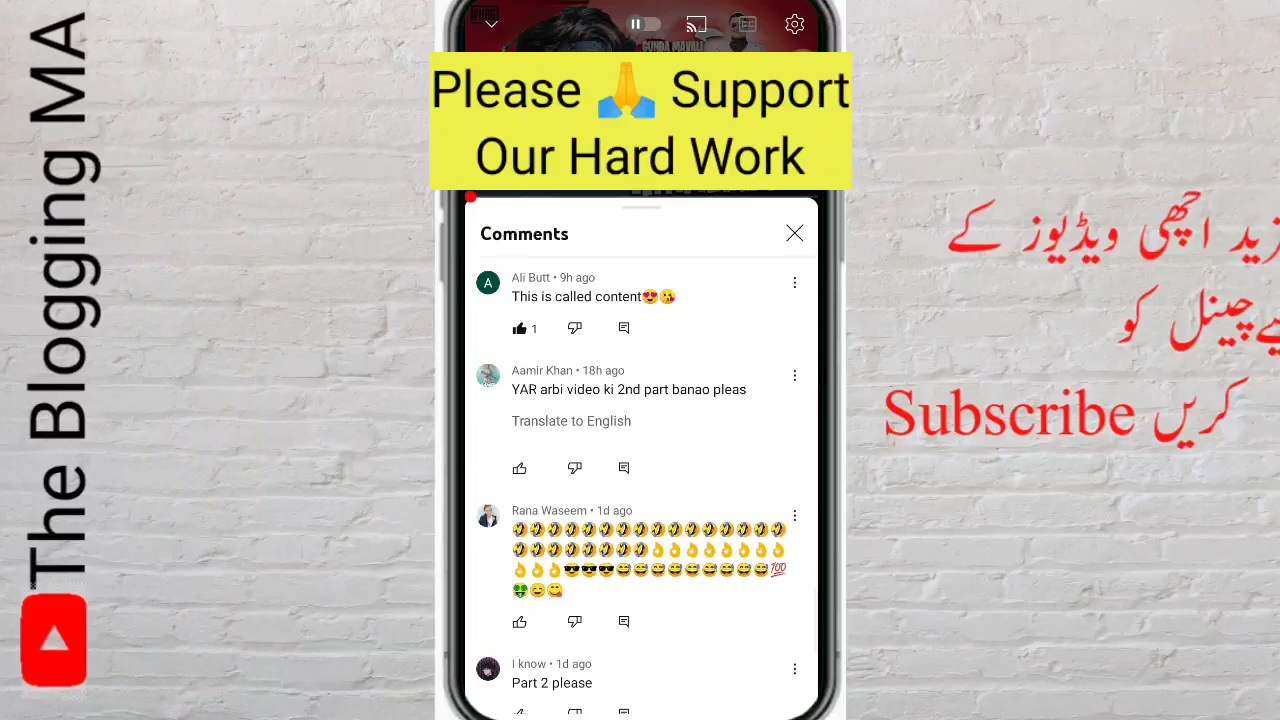 The Blogging MA
GUNDA MAVALI
Please 🙏 Support
Our Hard Work
Comments
Ali Butt • 9h ago
This is called content😍😘
1
Aamir Khan • 18h ago
YAR arbi video ki 2nd part banao pleas
Translate to English
Rana Waseem • 1d ago
🤣🤣🤣🤣🤣🤣🤣🤣🤣🤣🤣🤣🤣🤣🤣🤣
🤣🤣🤣🤣🤣🤣🤣🤣👌👌👌👌👌👌👌👌
👌👌👌😎😎😎😅😅😅😅😅😅😅😅😅💯
🤑😊😋
I know • 1d ago
Part 2 please
اچھی ویڈیوز کے
چینل کو
Subscribe کریں